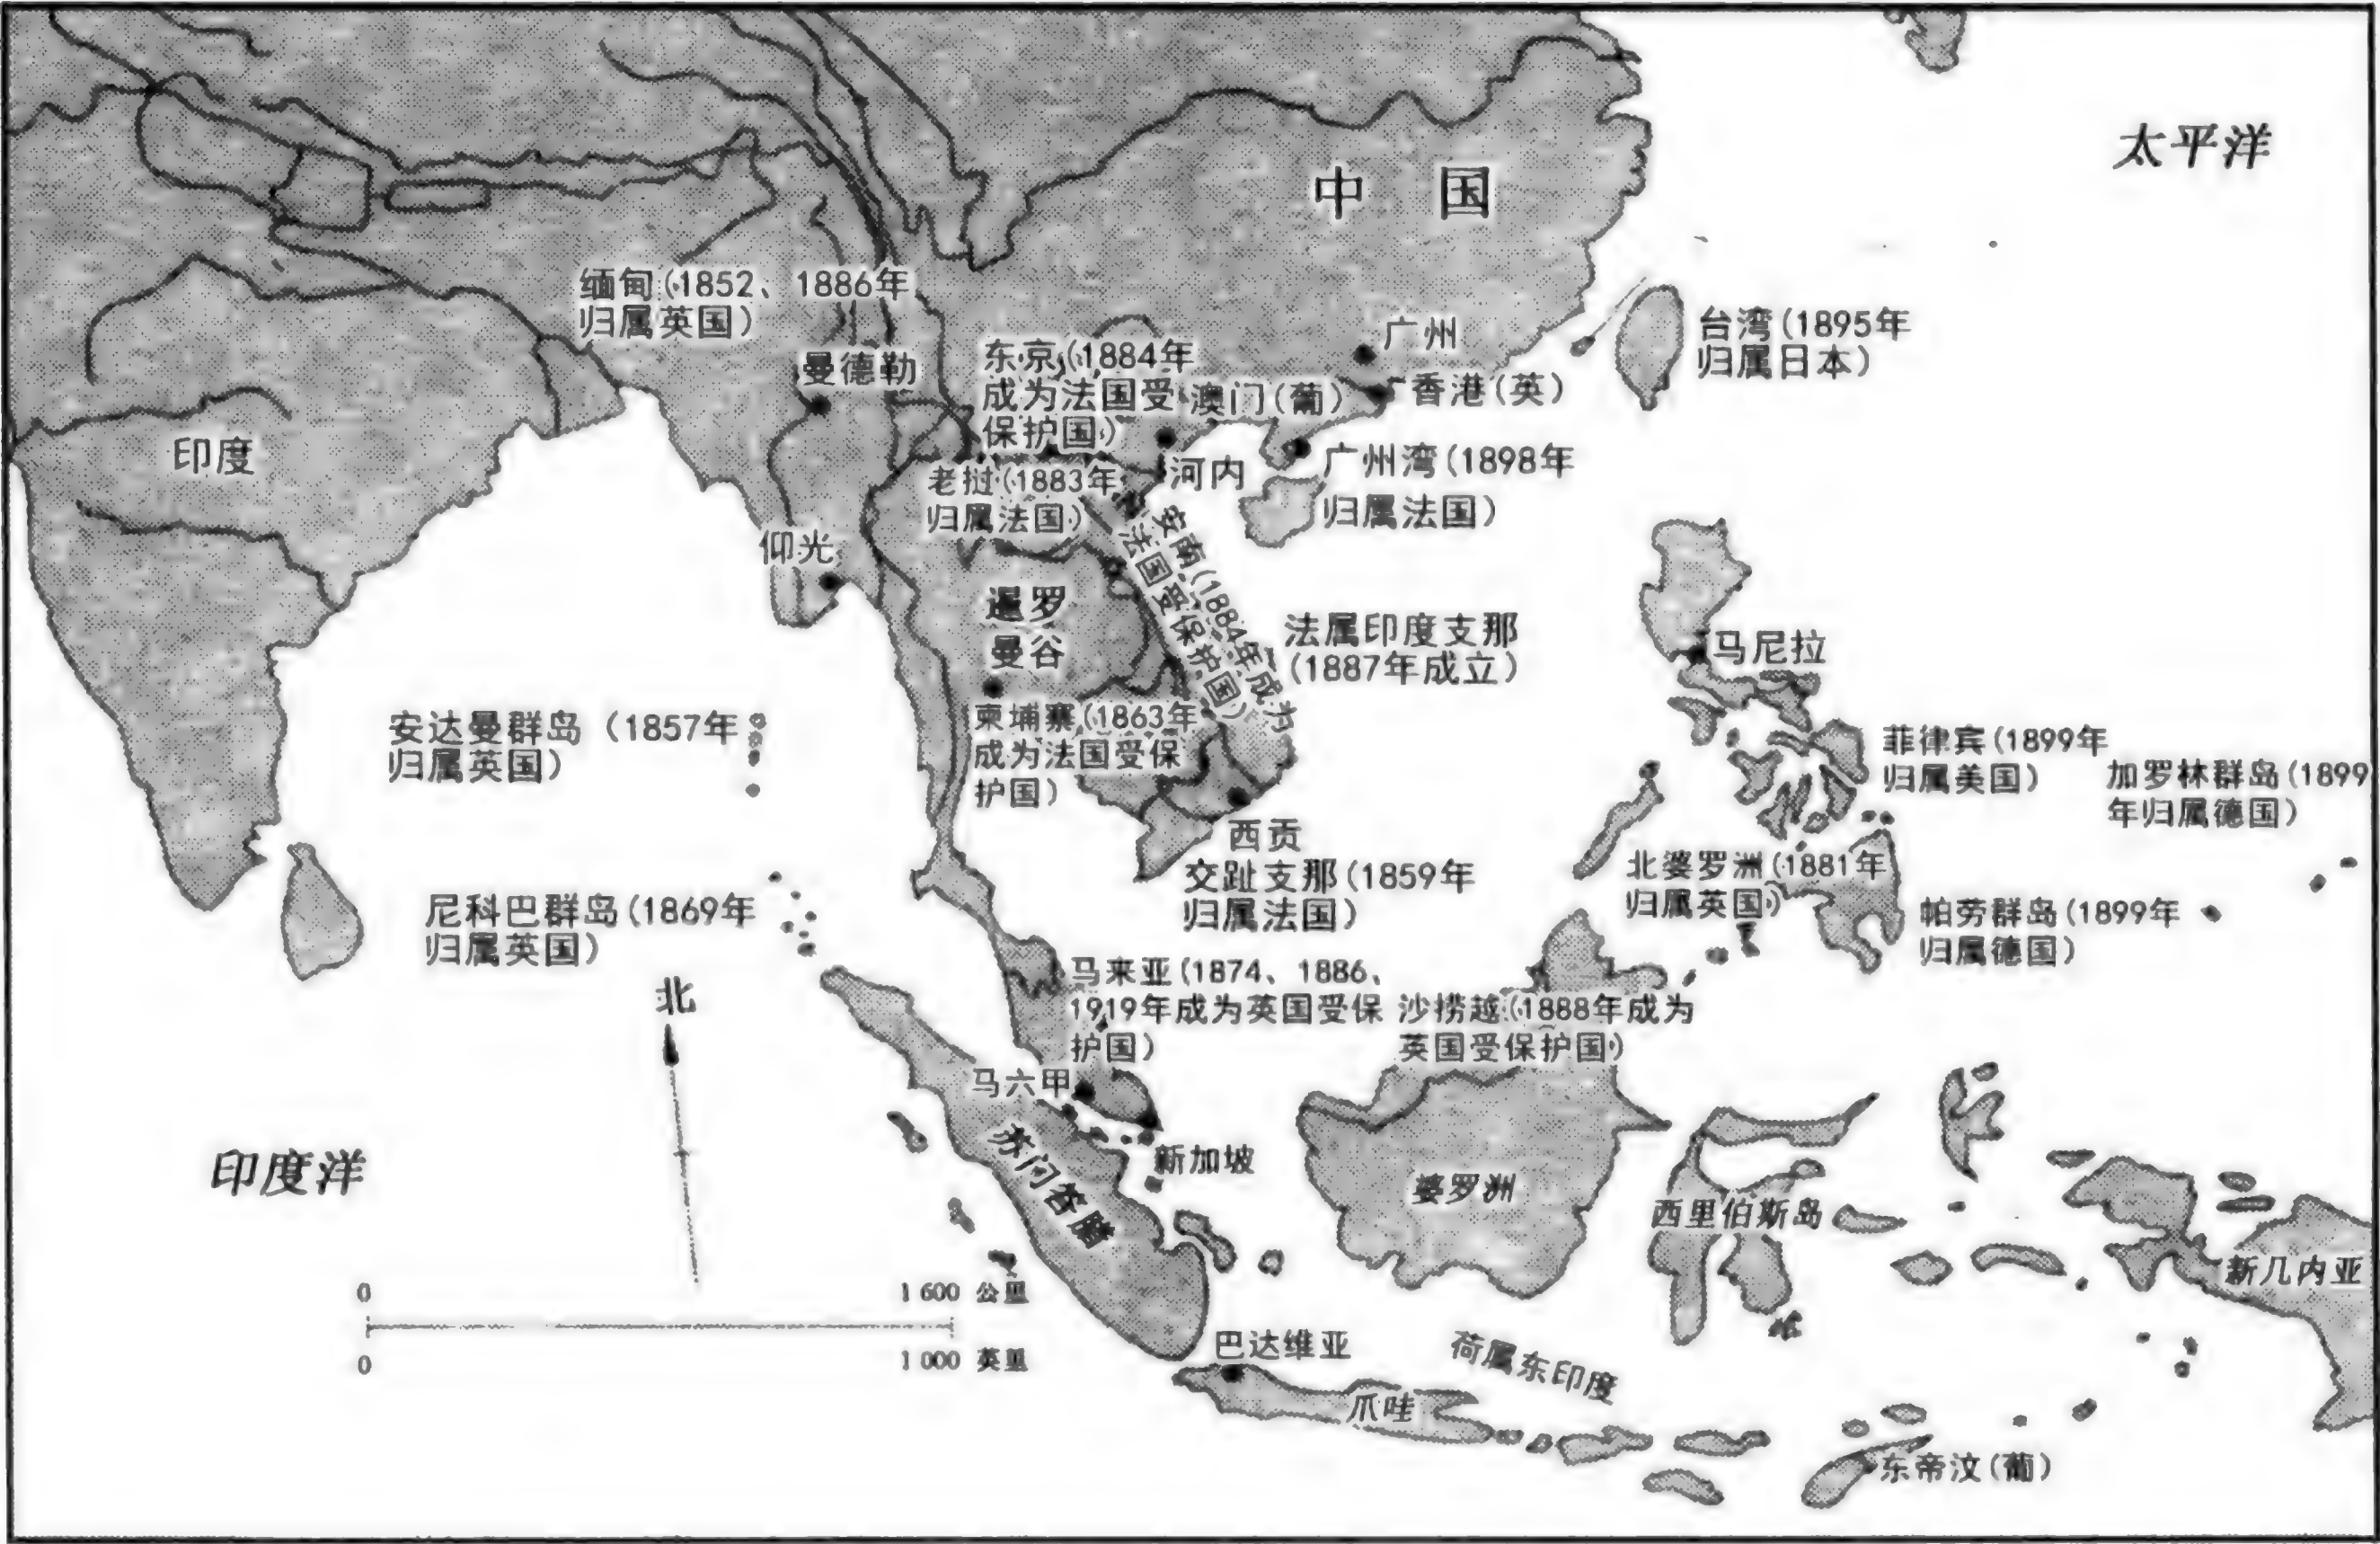 太平洋
中 国
缅甸(1852、1886年
归属英国)
曼德勒
东京(1884年
成为法国受
保护国)
广州
澳门(葡)
香港(英)
台湾(1895年
归属日本)
印度
老挝(1883年
归属法国)
河内
广州湾(1898年
归属法国)
仰光
安南(1884年成为
法国受保护国)
暹罗
曼谷
法属印度支那
(1887年成立)
马尼拉
安达曼群岛(1857年
归属英国)
柬埔寨(1863年
成为法国受保
护国)
菲律宾(1899年
归属美国)
加罗林群岛(1899
年归属德国)
西贡
交趾支那(1859年
归属法国)
北婆罗洲(1881年
归属英国)
尼科巴群岛(1869年
归属英国)
帕劳群岛(1899年
归属德国)
北
马来亚(1874、1886、
1919年成为英国受保
护国)
沙捞越(1888年成为
英国受保护国)
马六甲
印度洋
苏门答腊
新加坡
婆罗洲
西里伯斯岛
新几内亚
0 1 600 公里
0 1 000 英里
巴达维亚
荷属东印度
爪哇
东帝汶(葡)